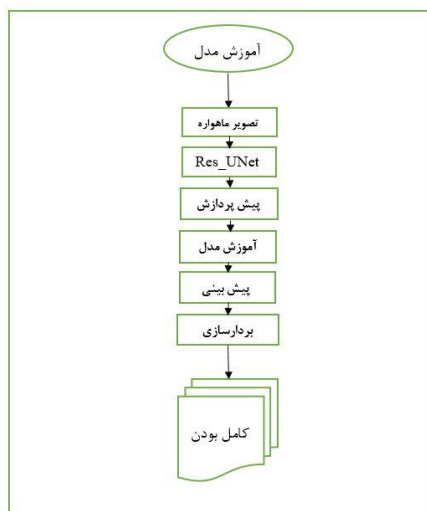 آموزش مدل
تصویر ماهواره
Res_UNet
پیش پردازش
آموزش مدل
پیش بینی
بردارسازی
کامل بودن